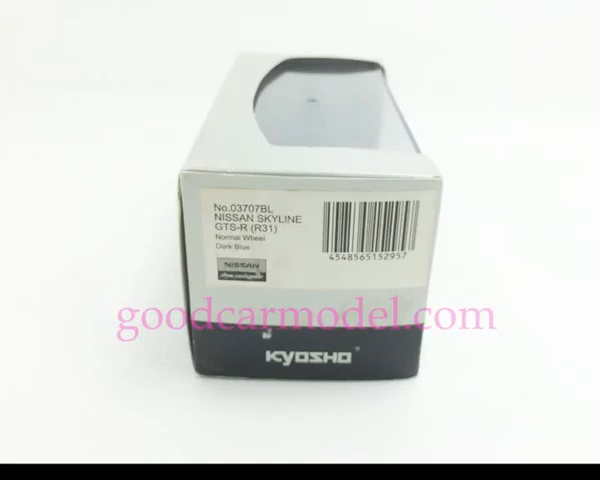 No.03707BL
NISSAN SKYLINE
GTS-R (R31)
Normal Wheel
Dark Blue
NISSAN
4548565152957
goodcarmodel.com
KYOSHO